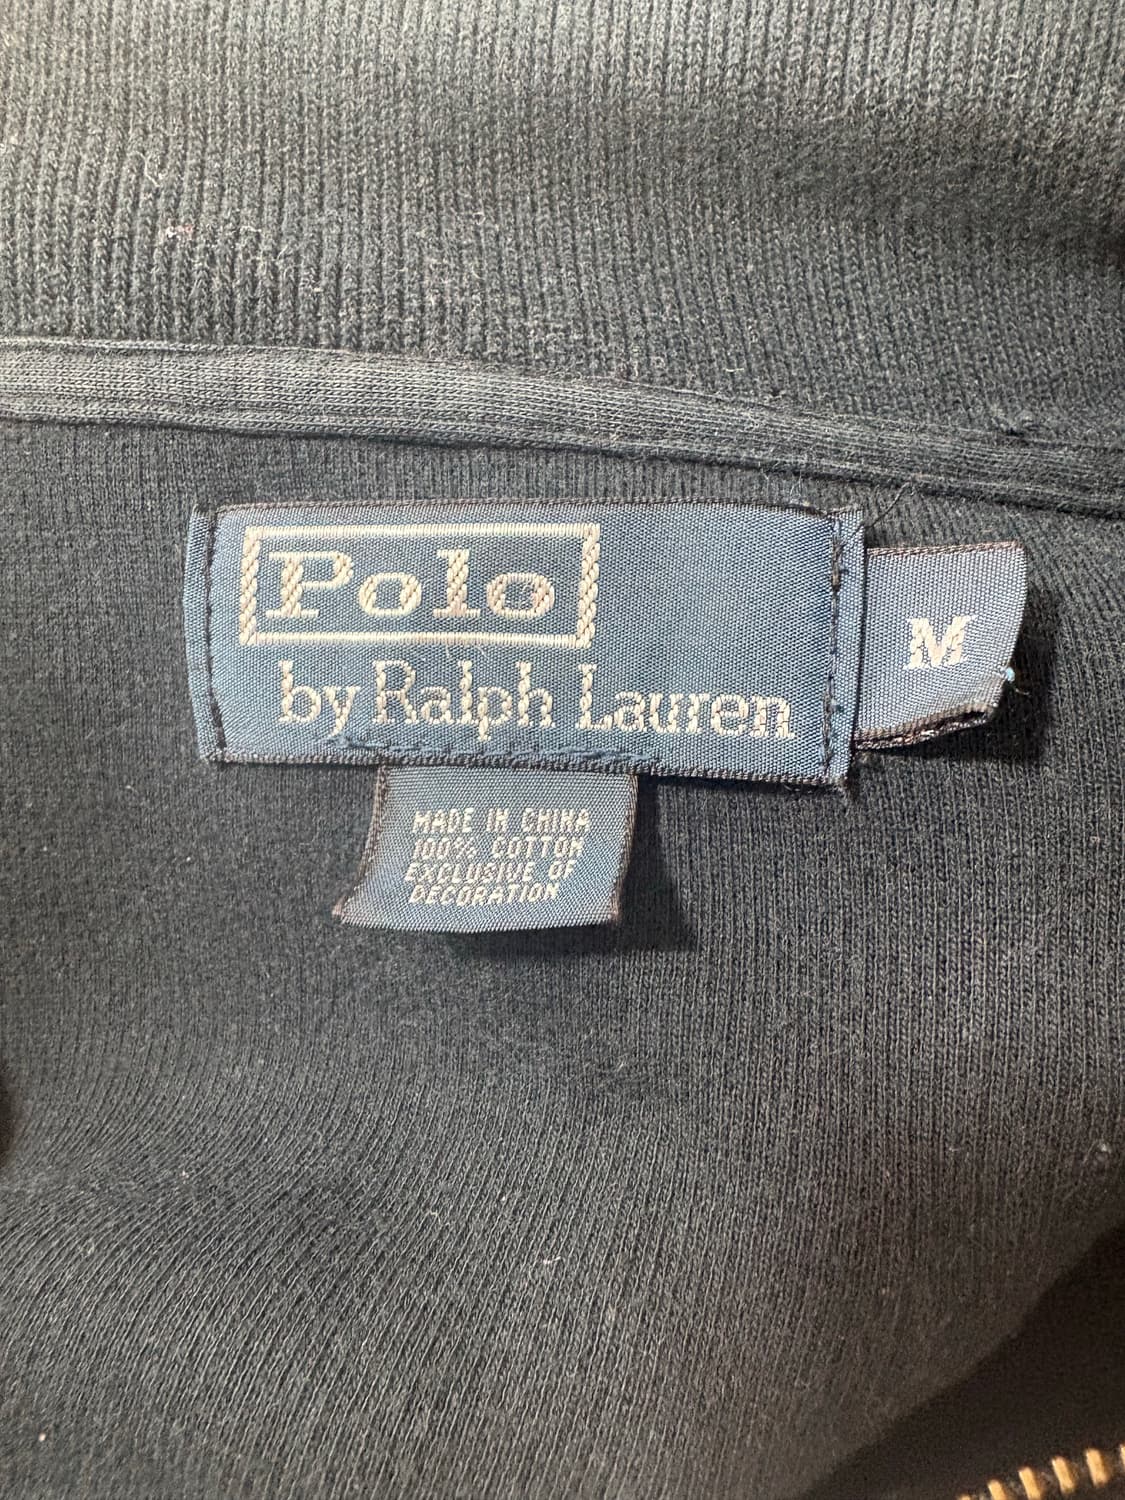 Polo
by Ralph Lauren
M
MADE IN CHINA
100% COTTON
EXCLUSIVE OF
DECORATION